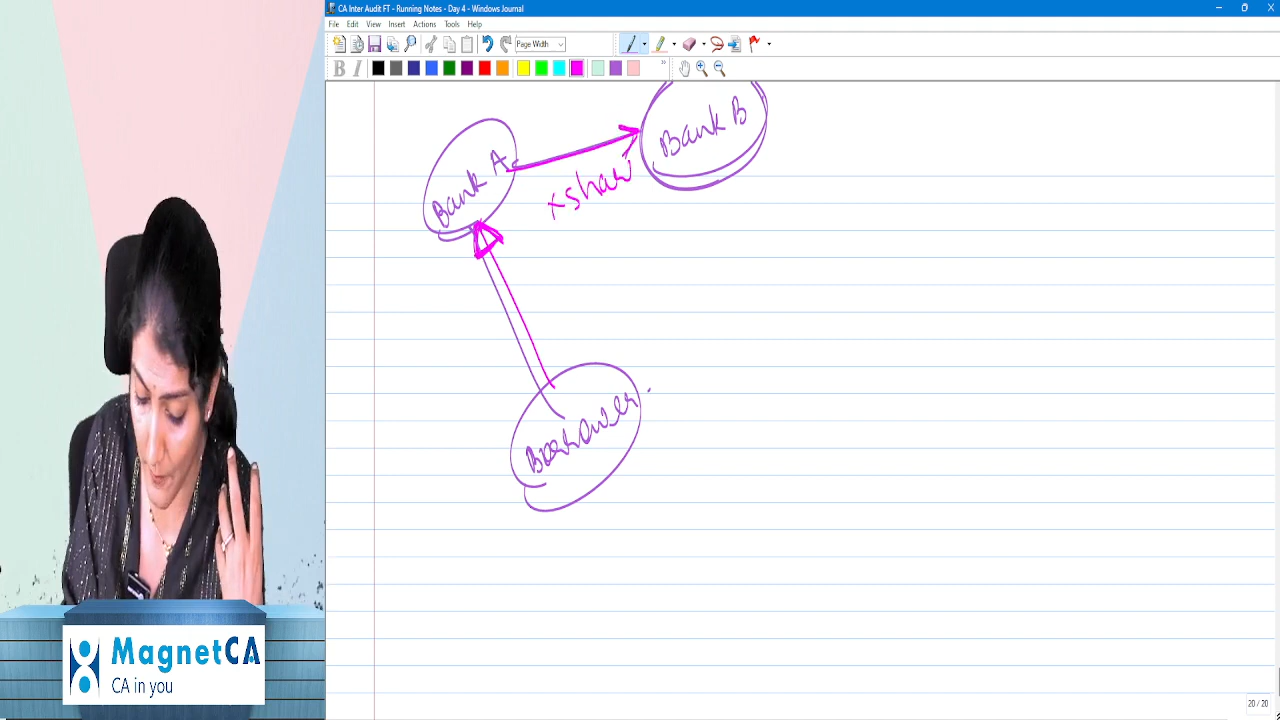 CA Inter Audit FT - Running Notes - Day 4 - Windows Journal
File Edit View Insert Actions Tools Help
Page Width
B I
Bank A
Bank B
Borrower
MagnetCA
CA in you
20 / 20